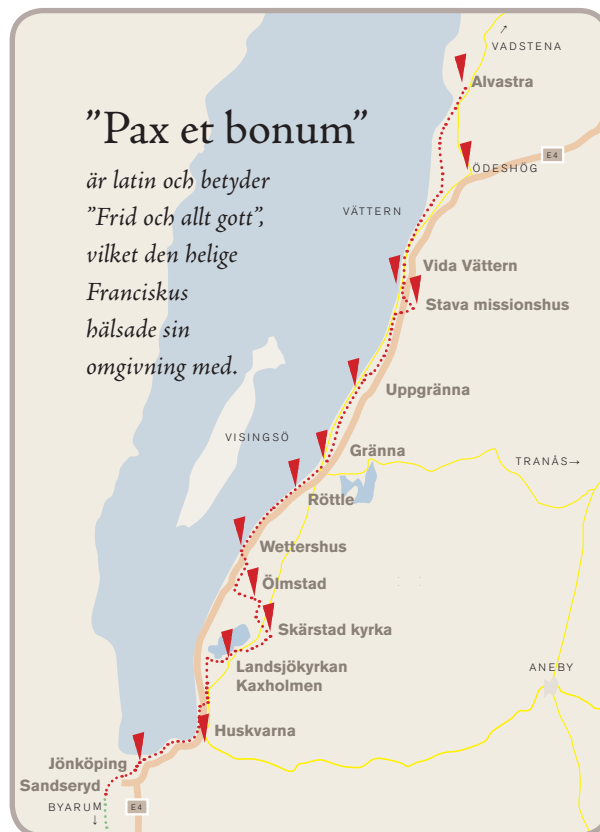 ↑
VADSTENA
Alvastra
”Pax et bonum”
är latin och betyder
”Frid och allt gott”,
vilket den helige
Franciskus
hälsade sin
omgivning med.
E4
ÖDESHÖG
VÄTTERN
Vida Vättern
Stava missionshus
Uppgränna
VISINGSÖ
Gränna
TRANÅS→
Röttle
Wettershus
Ölmstad
Skärstad kyrka
Landsjökyrkan
Kaxholmen
ANEBY
Huskvarna
Jönköping
Sandseryd
BYARUM
↓
E4